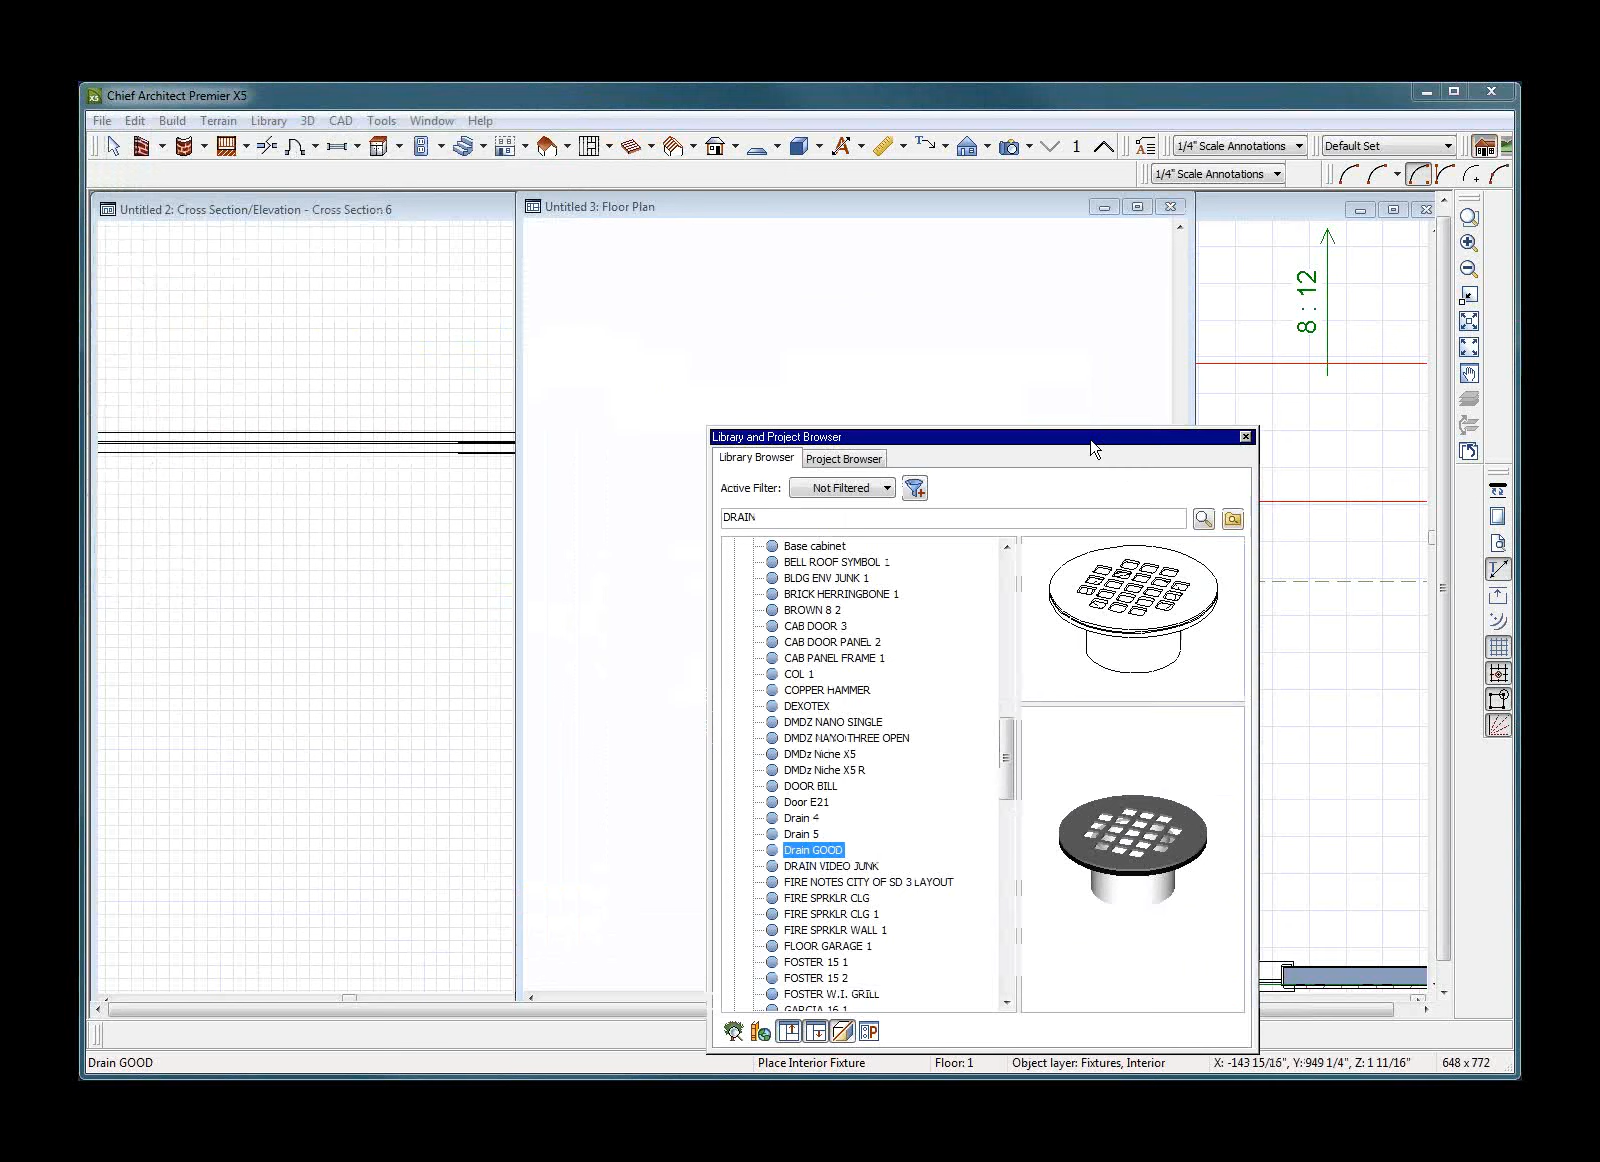 Chief Architect Premier X5
File Edit Build Terrain Library 3D CAD Tools Window Help
1/4" Scale Annotations
Default Set
1
1/4" Scale Annotations
Untitled 2: Cross Section/Elevation - Cross Section 6
Untitled 3: Floor Plan
8 : 12
Library and Project Browser
Library Browser
Project Browser
Active Filter:
Not Filtered
DRAIN
Base cabinet
BELL ROOF SYMBOL 1
BLDG ENV JUNK 1
BRICK HERRINGBONE 1
BROWN 8 2
CAB DOOR 3
CAB DOOR PANEL 2
CAB PANEL FRAME 1
COL 1
COPPER HAMMER
DEXOTEX
DMDZ NANO SINGLE
DMDZ NANO THREE OPEN
DMDz Niche X5
DMDz Niche X5 R
DOOR BILL
Door E21
Drain 4
Drain 5
Drain GOOD
DRAIN VIDEO JUNK
FIRE NOTES CITY OF SD 3 LAYOUT
FIRE SPRKLR CLG
FIRE SPRKLR CLG 1
FIRE SPRKLR WALL 1
FLOOR GARAGE 1
FOSTER 15 1
FOSTER 15 2
FOSTER W.I. GRILL
GARCIA 16 1
Drain GOOD
Place Interior Fixture
Floor: 1
Object layer: Fixtures, Interior
X: -143 15/16", Y: 949 1/4", Z: 1 11/16"
648 x 772